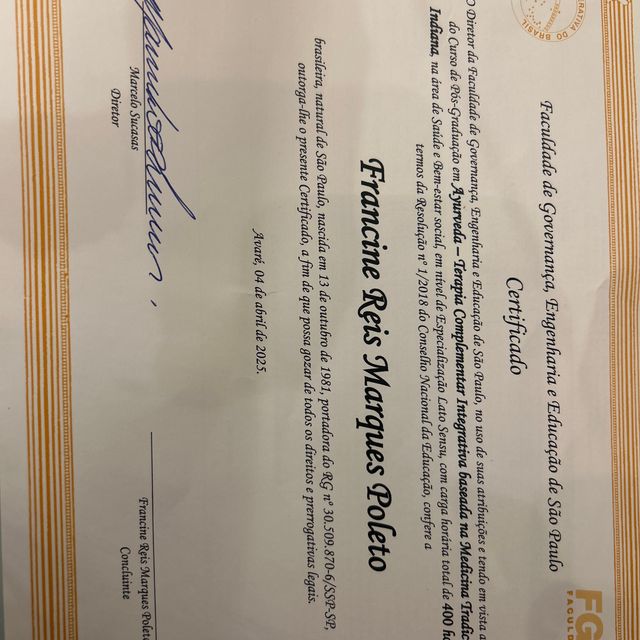 RATIVA DO BRASIL
FG
FACUL
Faculdade de Governança, Engenharia e Educação de São Paulo
Certificado
O Diretor da Faculdade de Governança, Engenharia e Educação de São Paulo, no uso de suas atribuições e tendo em vista a
do Curso de Pós-Graduação em Ayurveda – Terapia Complementar Integrativa baseada na Medicina Tradic
Indiana, na área de Saúde e Bem-estar social, em nível de Especialização Lato Sensu, com carga horária total de 400 ho
termos da Resolução nº 1/2018 do Conselho Nacional da Educação, confere a
Francine Reis Marques Poleto
brasileira, natural de São Paulo, nascida em 13 de outubro de 1981, portadora do RG nº 30.509.870-6/SSP-SP,
outorga-lhe o presente Certificado, a fim de que possa gozar de todos os direitos e prerrogativas legais.
Avaré, 04 de abril de 2025.
Marcelo Sucasas
Diretor
Francine Reis Marques Poleto
Concluinte